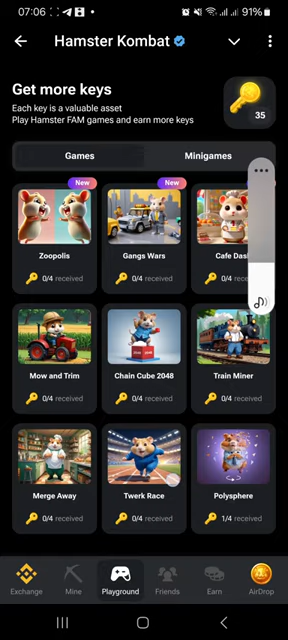 07:06 91%
Hamster Kombat
Get more keys
Each key is a valuable asset
Play Hamster FAM games and earn more keys
35
Games Minigames
New New
Zoopolis Gangs Wars Cafe Das
0/4 received 0/4 received 0/4
Mow and Trim Chain Cube 2048 Train Miner
0/4 received 0/4 received 0/4 received
Merge Away Twerk Race Polysphere
0/4 received 0/4 received 1/4 received
Exchange Mine Playground Friends Earn AirDrop